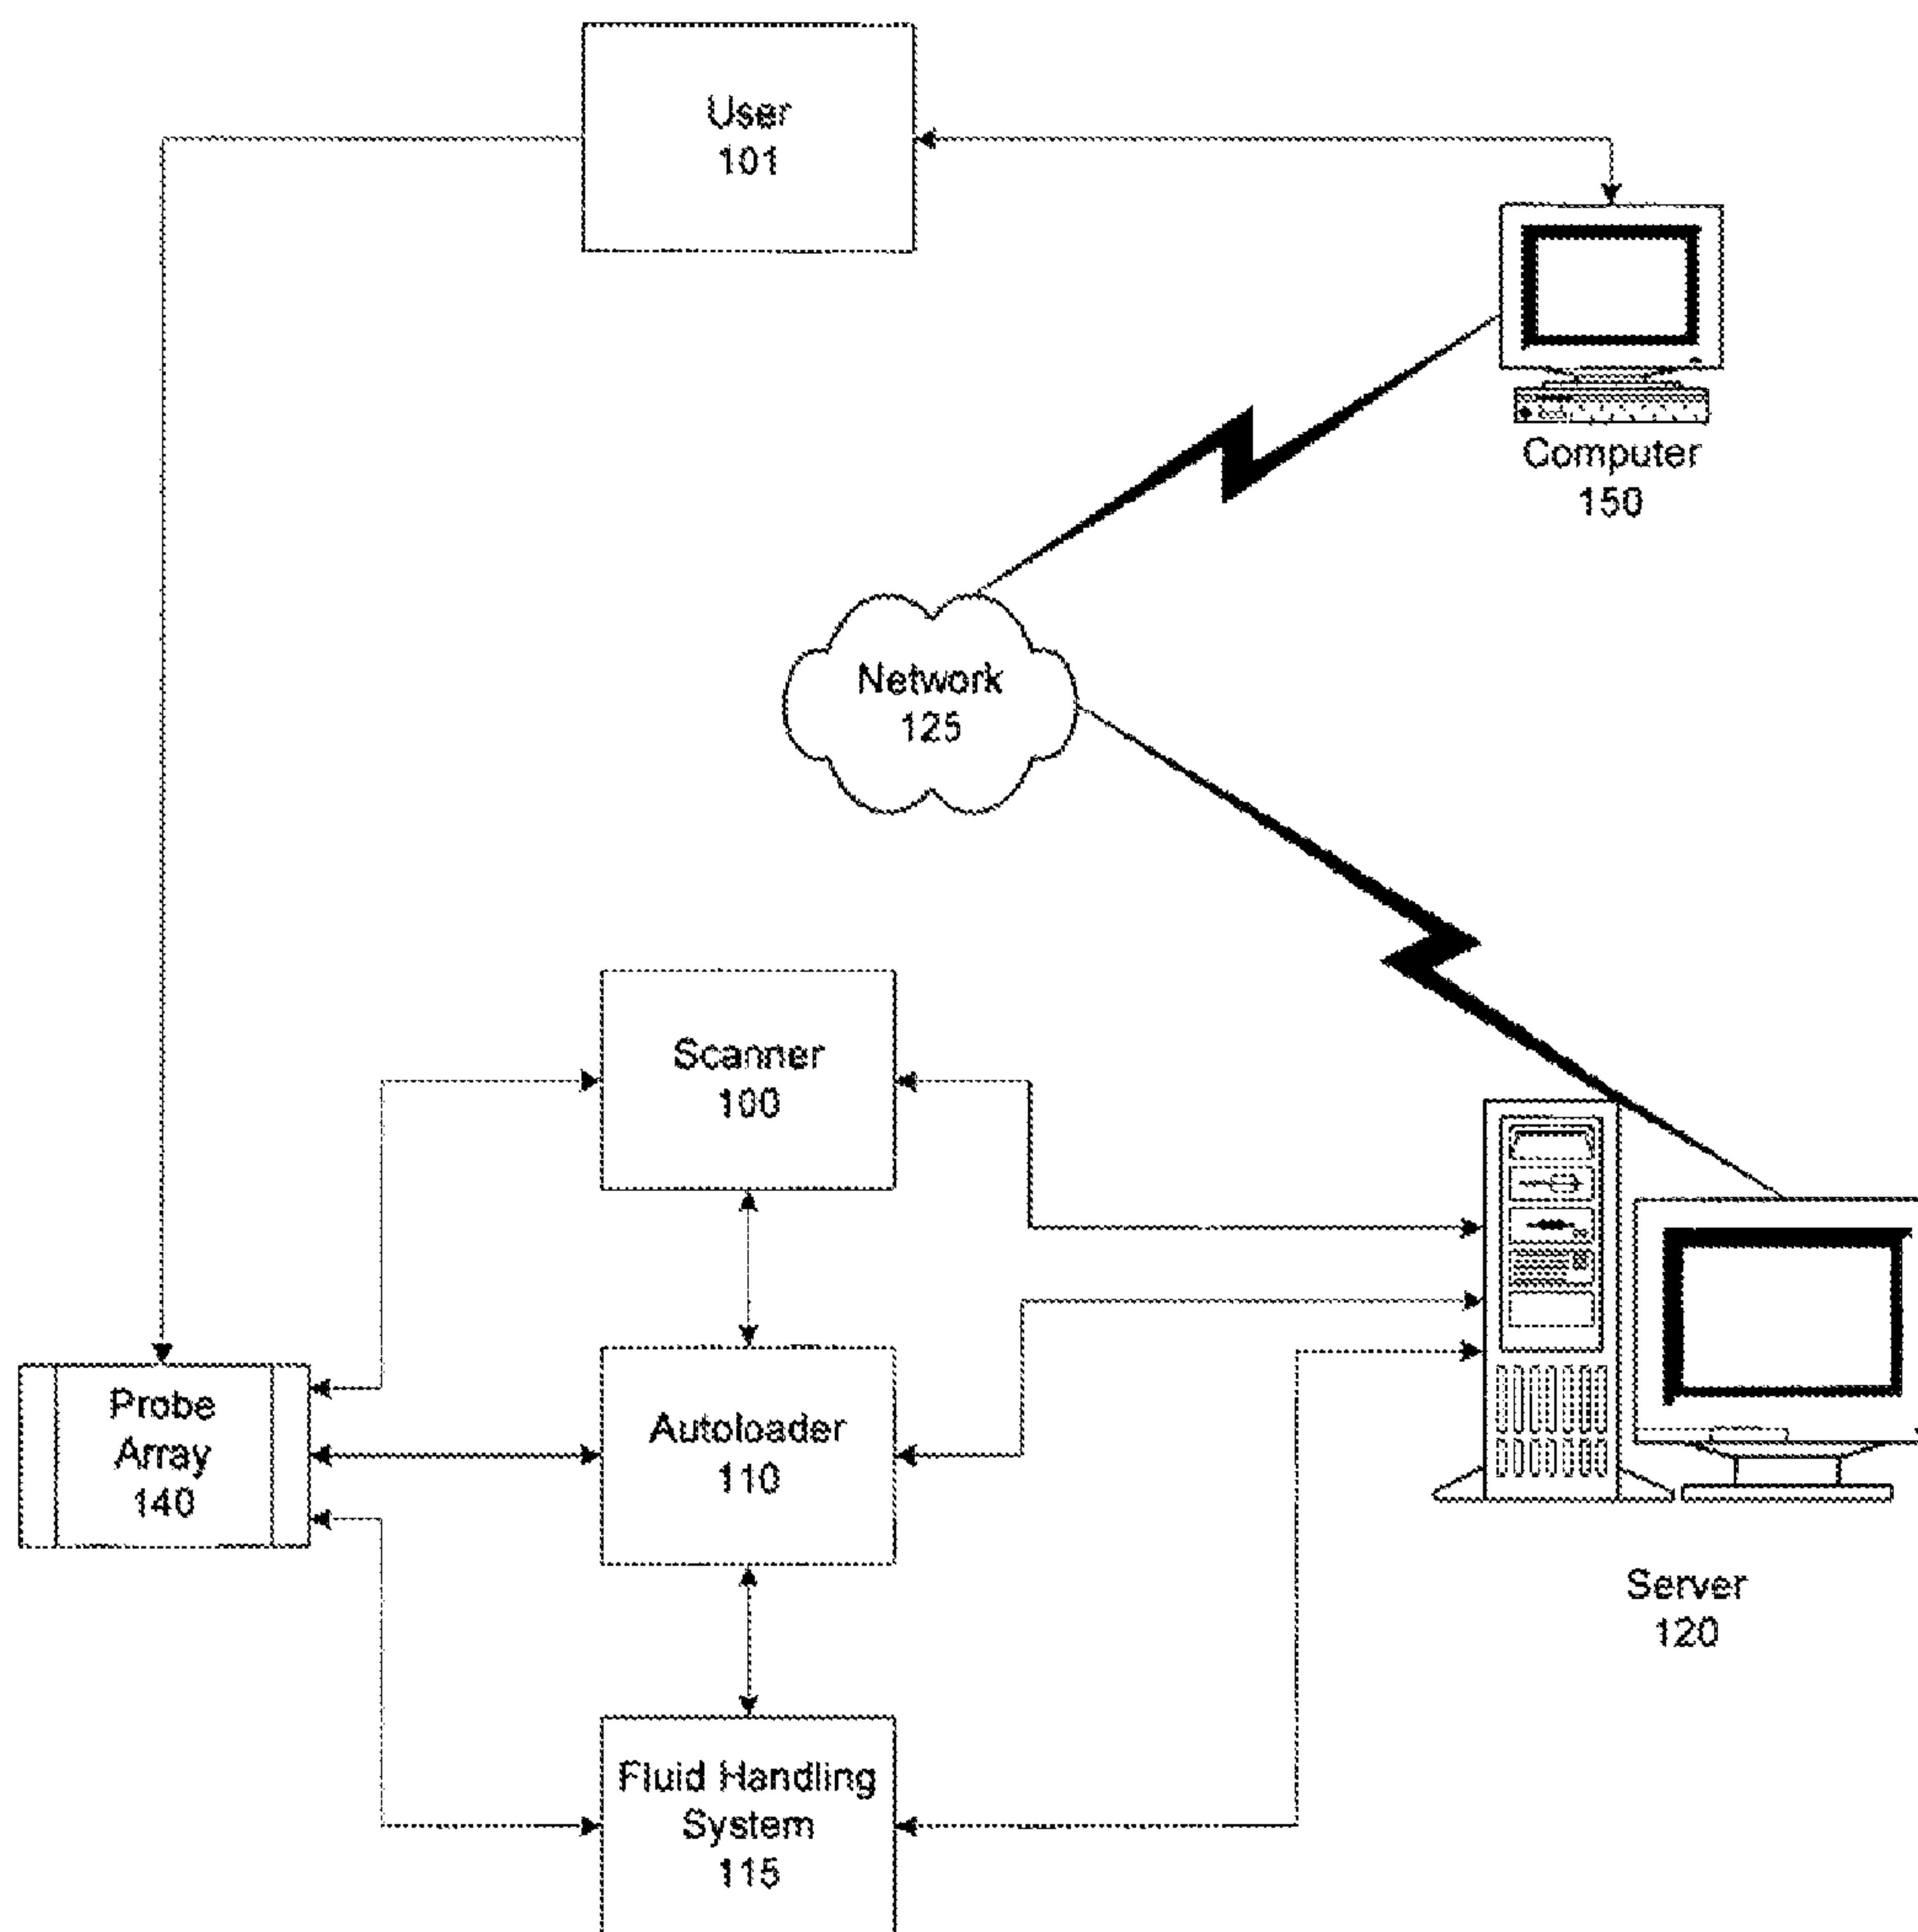 User
101
Computer
150
Network
125
Scanner
100
Probe
Array
140
Autoloader
110
Server
120
Fluid Handling
System
115